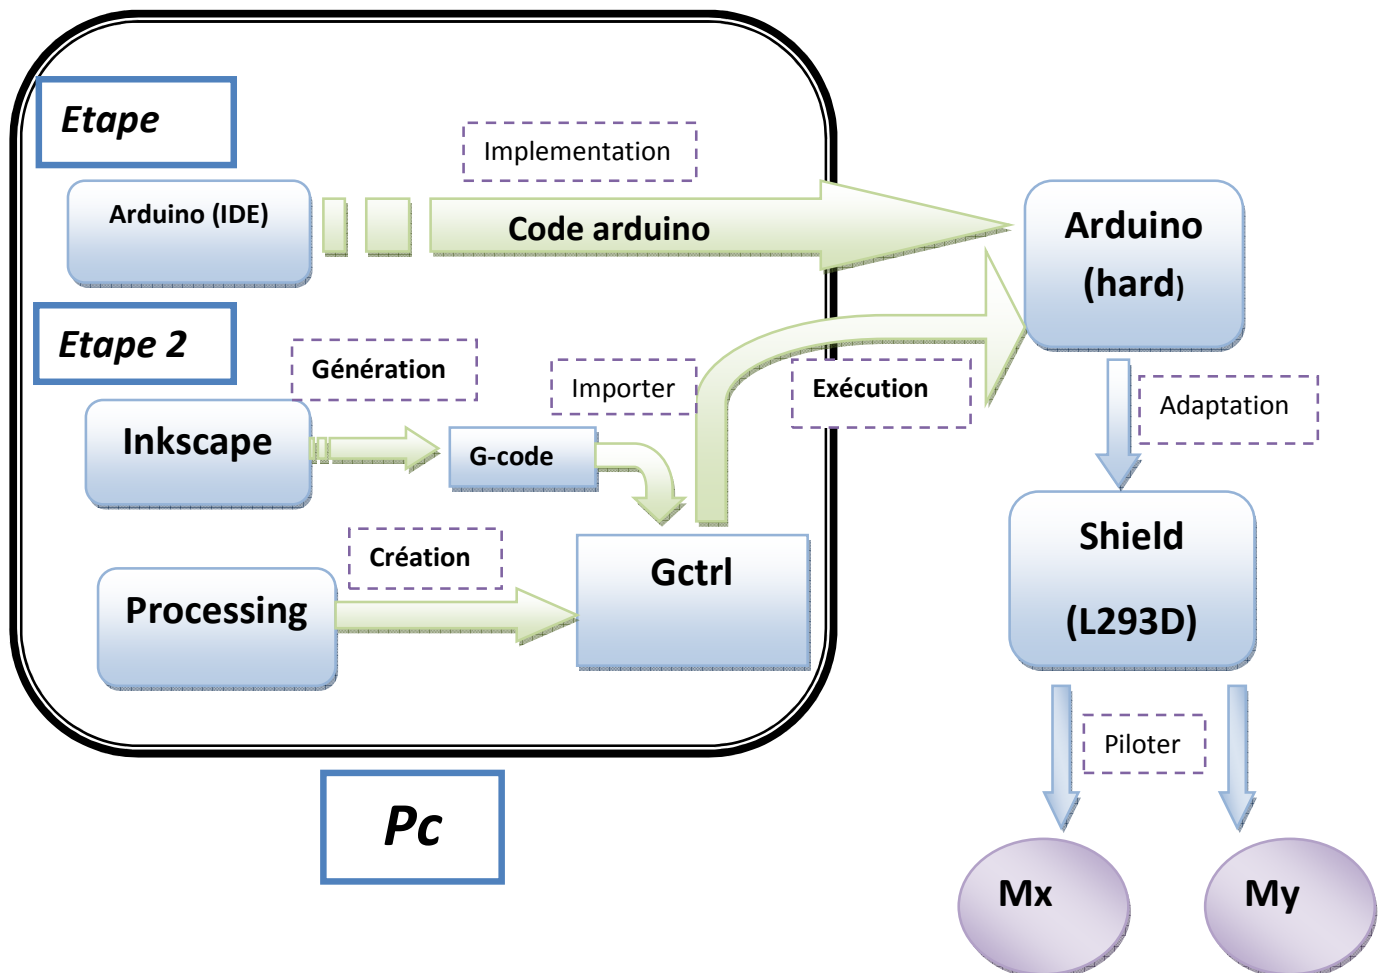 Etape
Implementation
Arduino (IDE)
Code arduino
Arduino
(hard)
Etape 2
Génération
Importer
Exécution
Adaptation
Inkscape
G-code
Création
Gctrl
Processing
Shield
(L293D)
Piloter
Pc
Mx
My